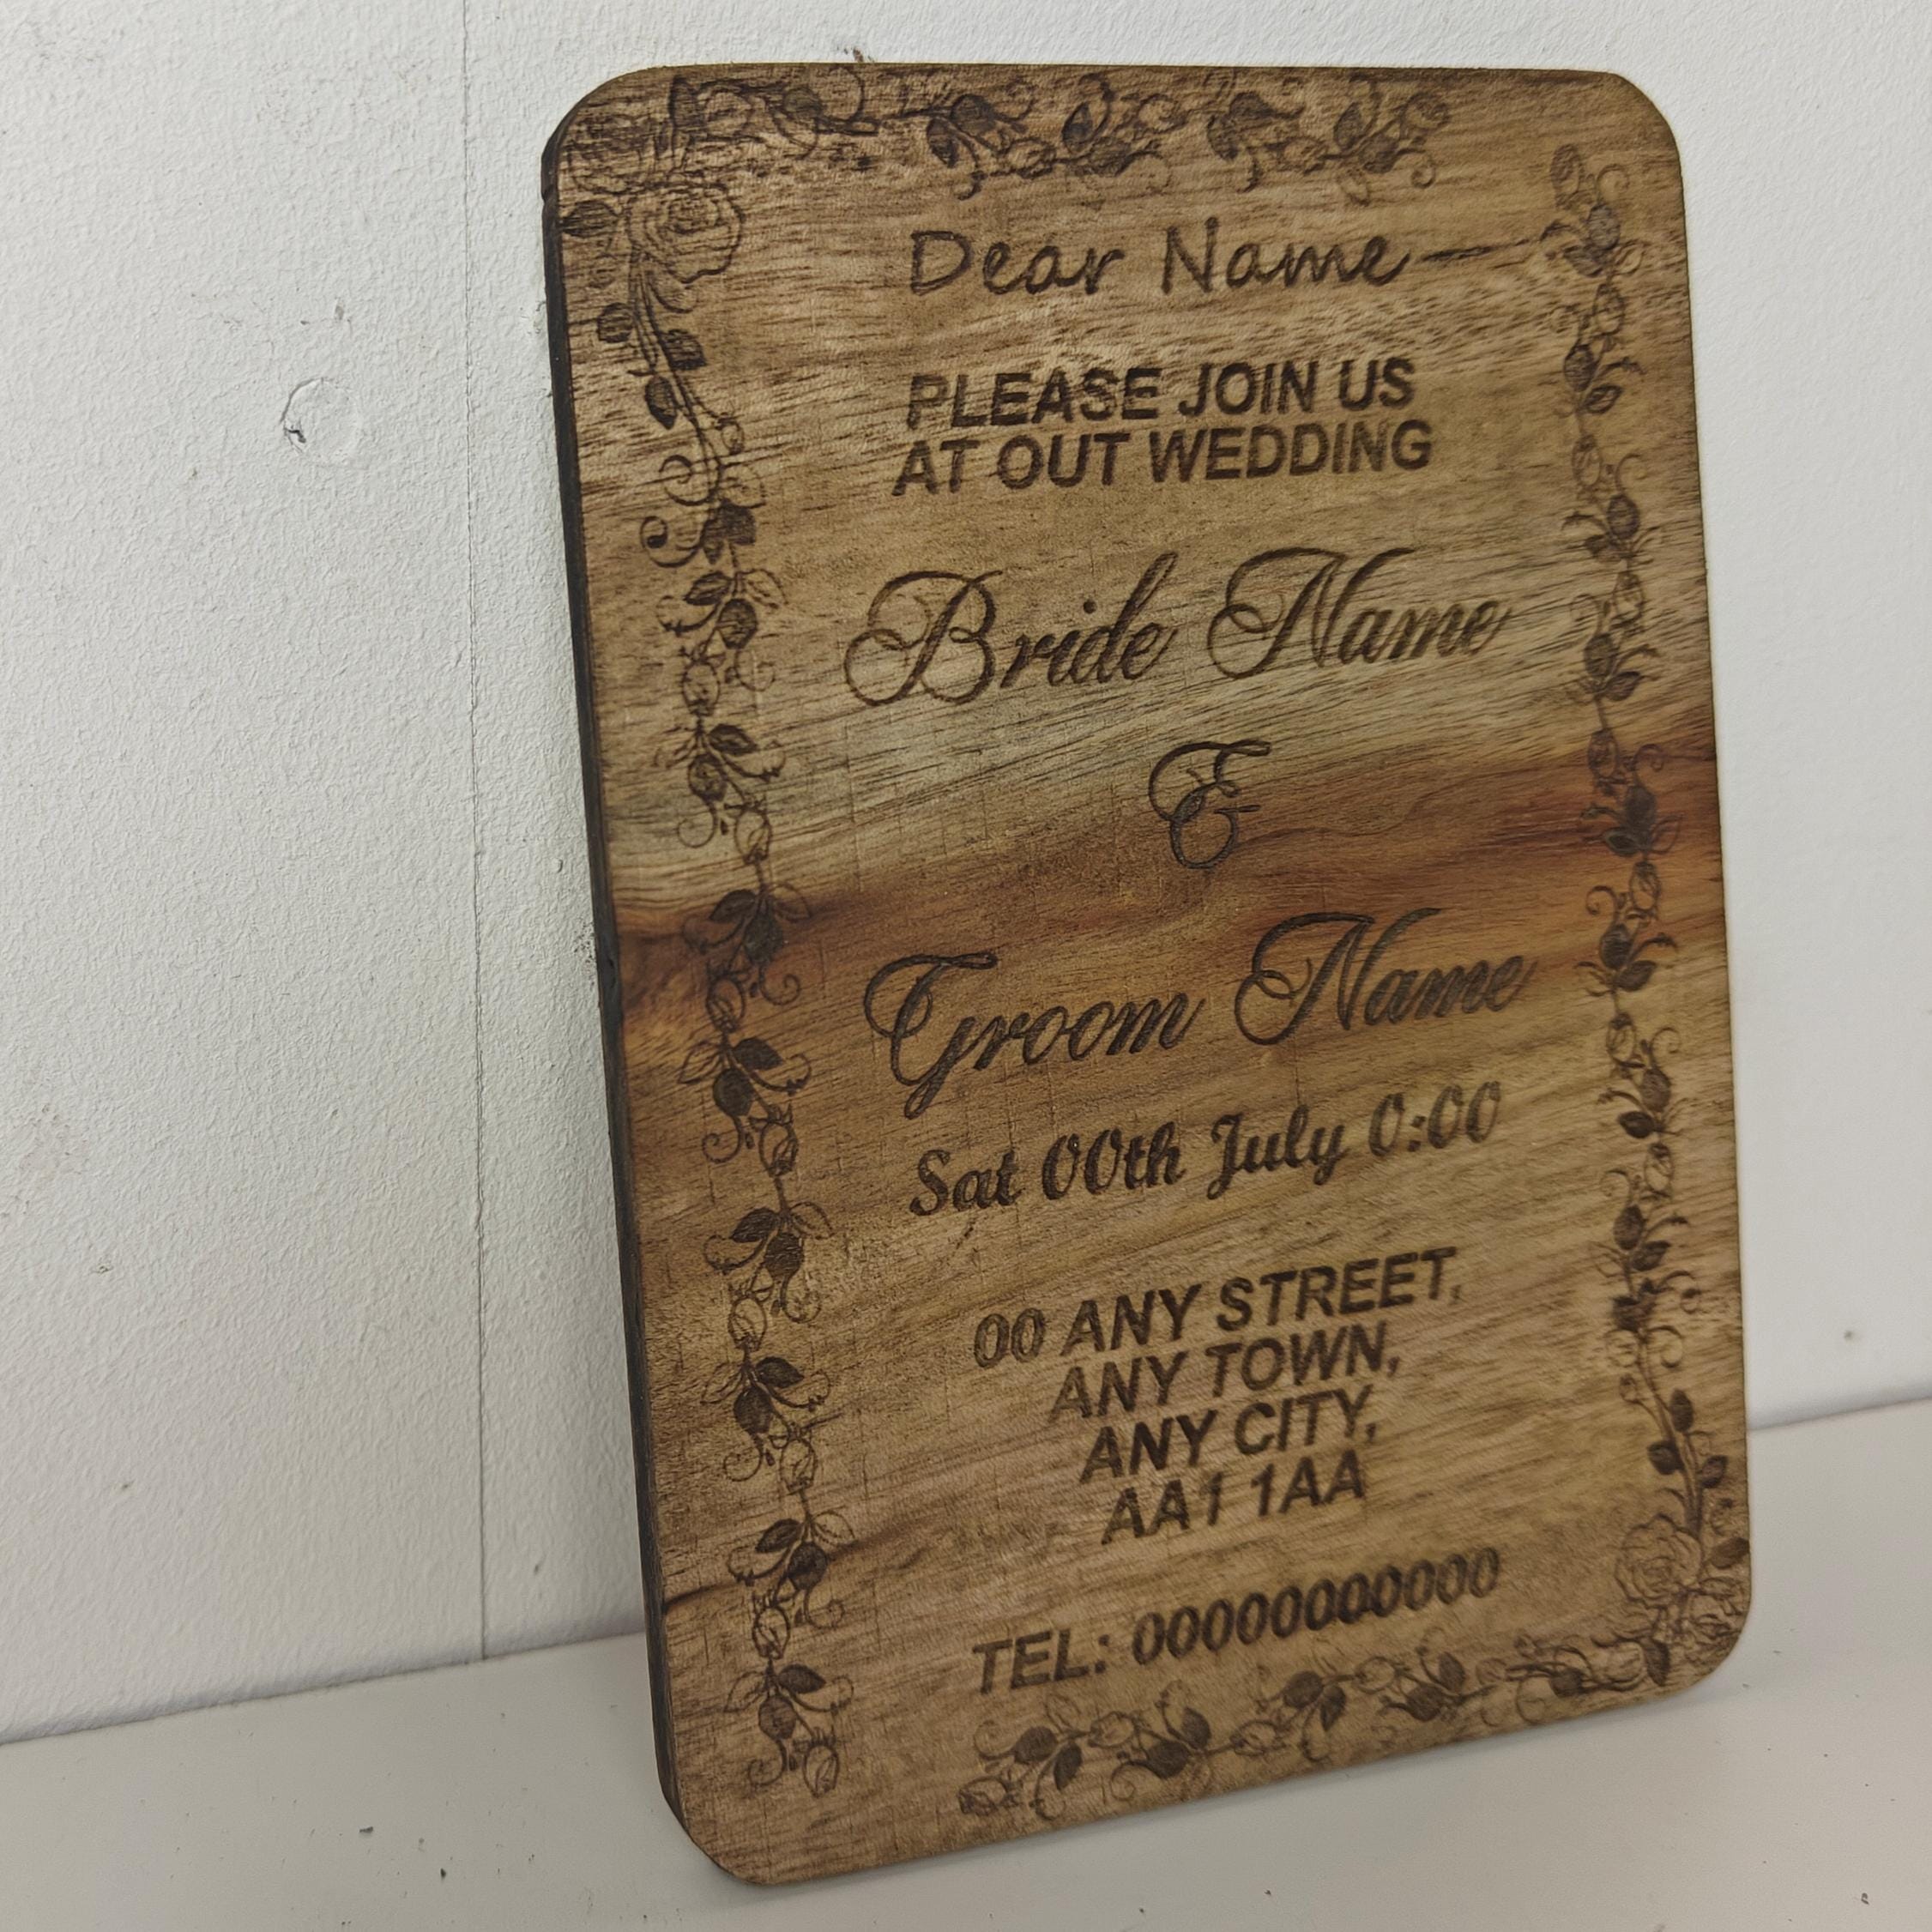 Dear Name
PLEASE JOIN US
AT OUT WEDDING
Bride Name
&
Groom Name
Sat 00th July 0:00
00 ANY STREET,
ANY TOWN,
ANY CITY,
AA1 1AA
TEL: 00000000000